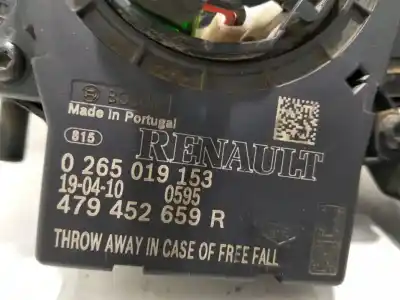 Made in Portugal
815
RENAULT
0 265 019 153
19-04-10 0595
479 452 659 R
THROW AWAY IN CASE OF FREE FALL